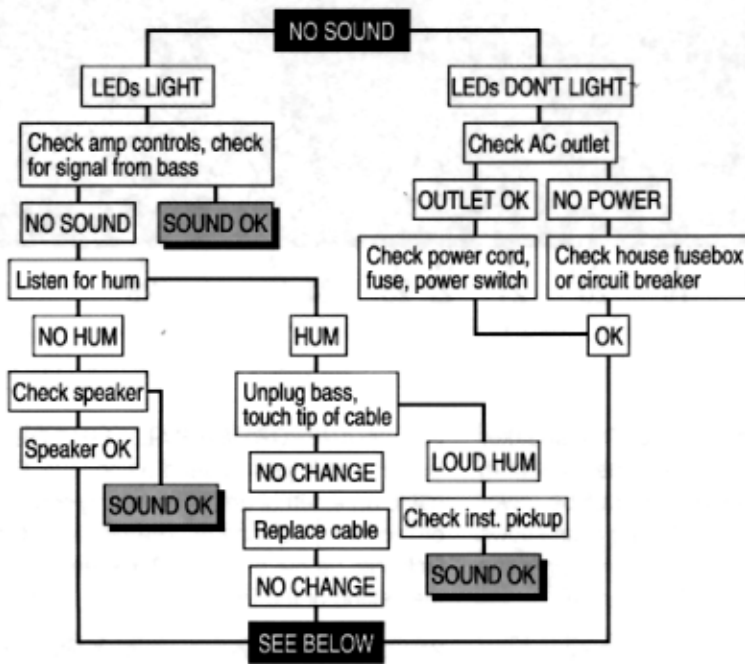 NO SOUND
LEDs LIGHT
LEDs DON'T LIGHT
Check amp controls, check
for signal from bass
Check AC outlet
NO SOUND
SOUND OK
OUTLET OK
NO POWER
Listen for hum
Check power cord,
fuse, power switch
Check house fusebox
or circuit breaker
NO HUM
HUM
OK
Check speaker
Unplug bass,
touch tip of cable
Speaker OK
NO CHANGE
LOUD HUM
SOUND OK
Replace cable
Check inst. pickup
NO CHANGE
SOUND OK
SEE BELOW